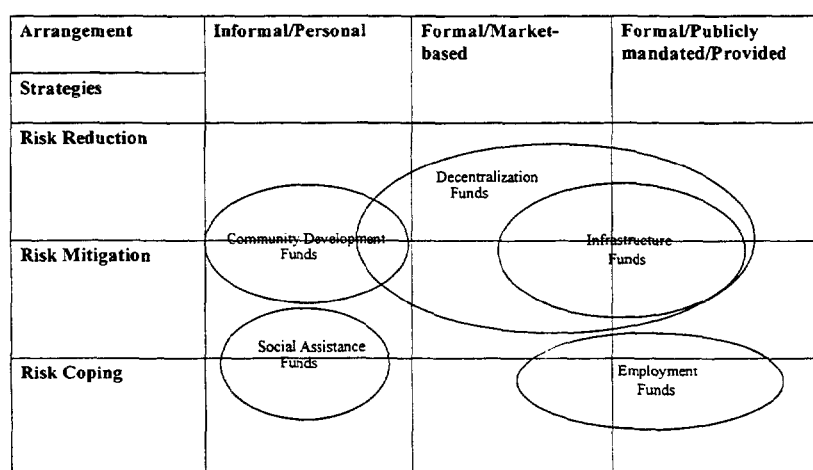 Arrangement
Informal/Personal
Formal/Market-
based
Formal/Publicly
mandated/Provided
Strategies
Risk Reduction
Decentralization
Funds
Community Development
Funds
Infrastructure
Funds
Risk Mitigation
Social Assistance
Funds
Risk Coping
Employment
Funds